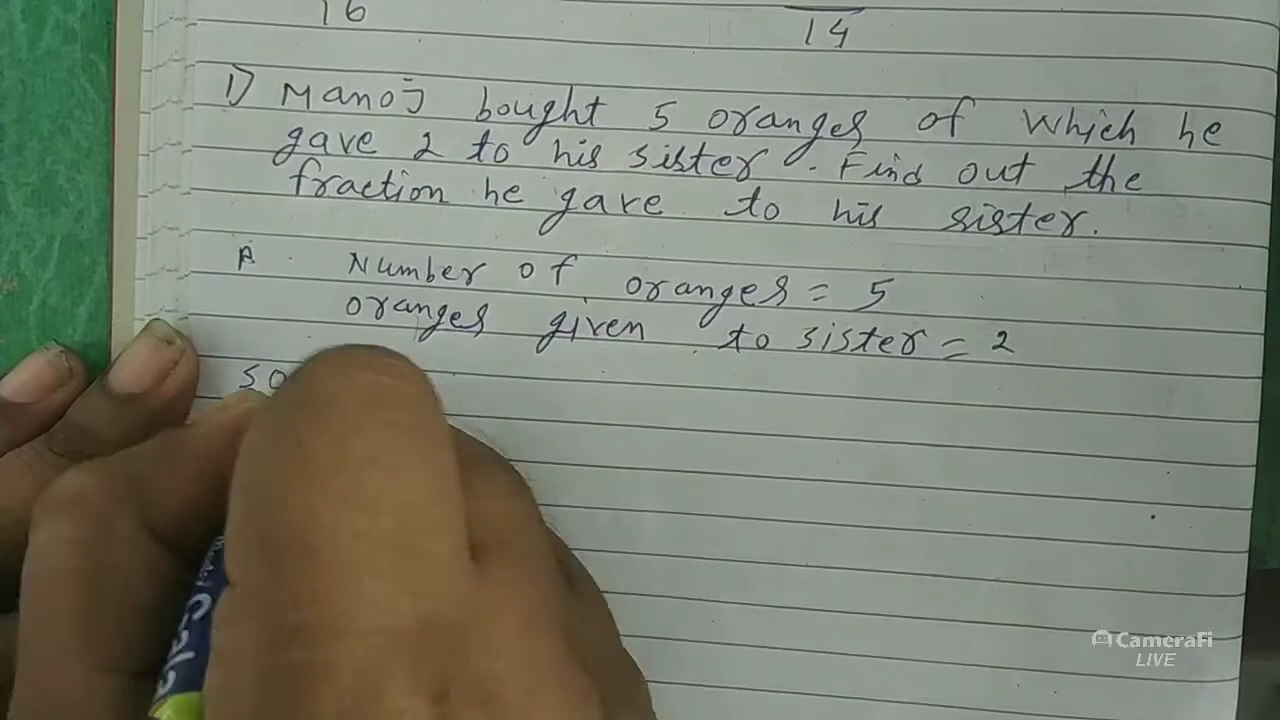 16
14
1) Manoj bought 5 oranges of which he
gave 2 to his sister. Find out the
fraction he gave to his sister.
A. Number of oranges = 5
oranges given to sister = 2
so
CameraFi
LIVE